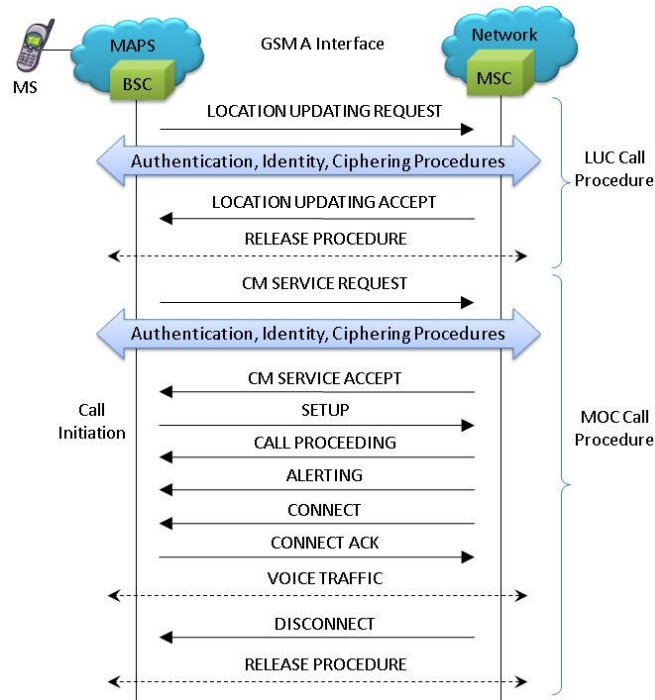 MAPS
GSM A Interface
Network
MS
BSC
MSC
LOCATION UPDATING REQUEST
Authentication, Identity, Ciphering Procedures
LUC Call
Procedure
LOCATION UPDATING ACCEPT
RELEASE PROCEDURE
CM SERVICE REQUEST
Authentication, Identity, Ciphering Procedures
CM SERVICE ACCEPT
Call
Initiation
SETUP
MOC Call
Procedure
CALL PROCEEDING
ALERTING
CONNECT
CONNECT ACK
VOICE TRAFFIC
DISCONNECT
RELEASE PROCEDURE